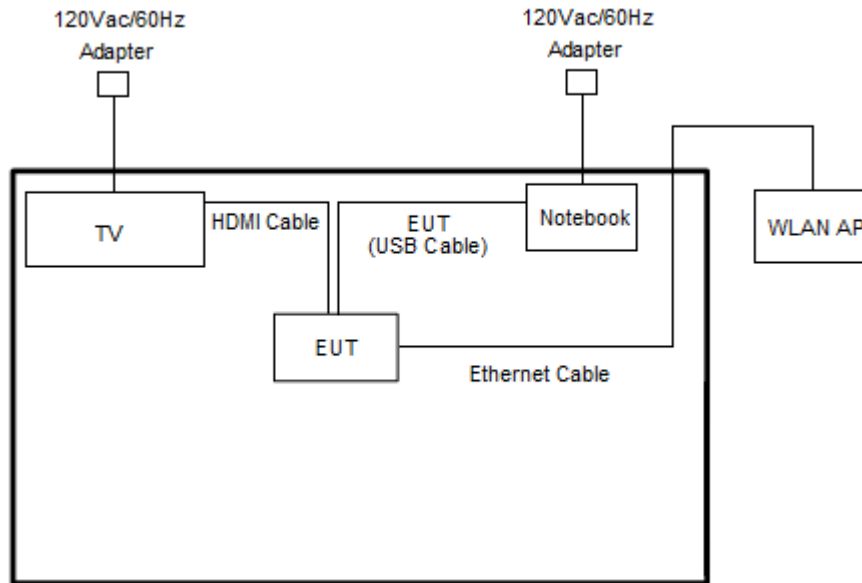 120Vac/60Hz
Adapter
120Vac/60Hz
Adapter
TV
HDMI Cable
EUT
(USB Cable)
Notebook
WLAN AP
EUT
Ethernet Cable